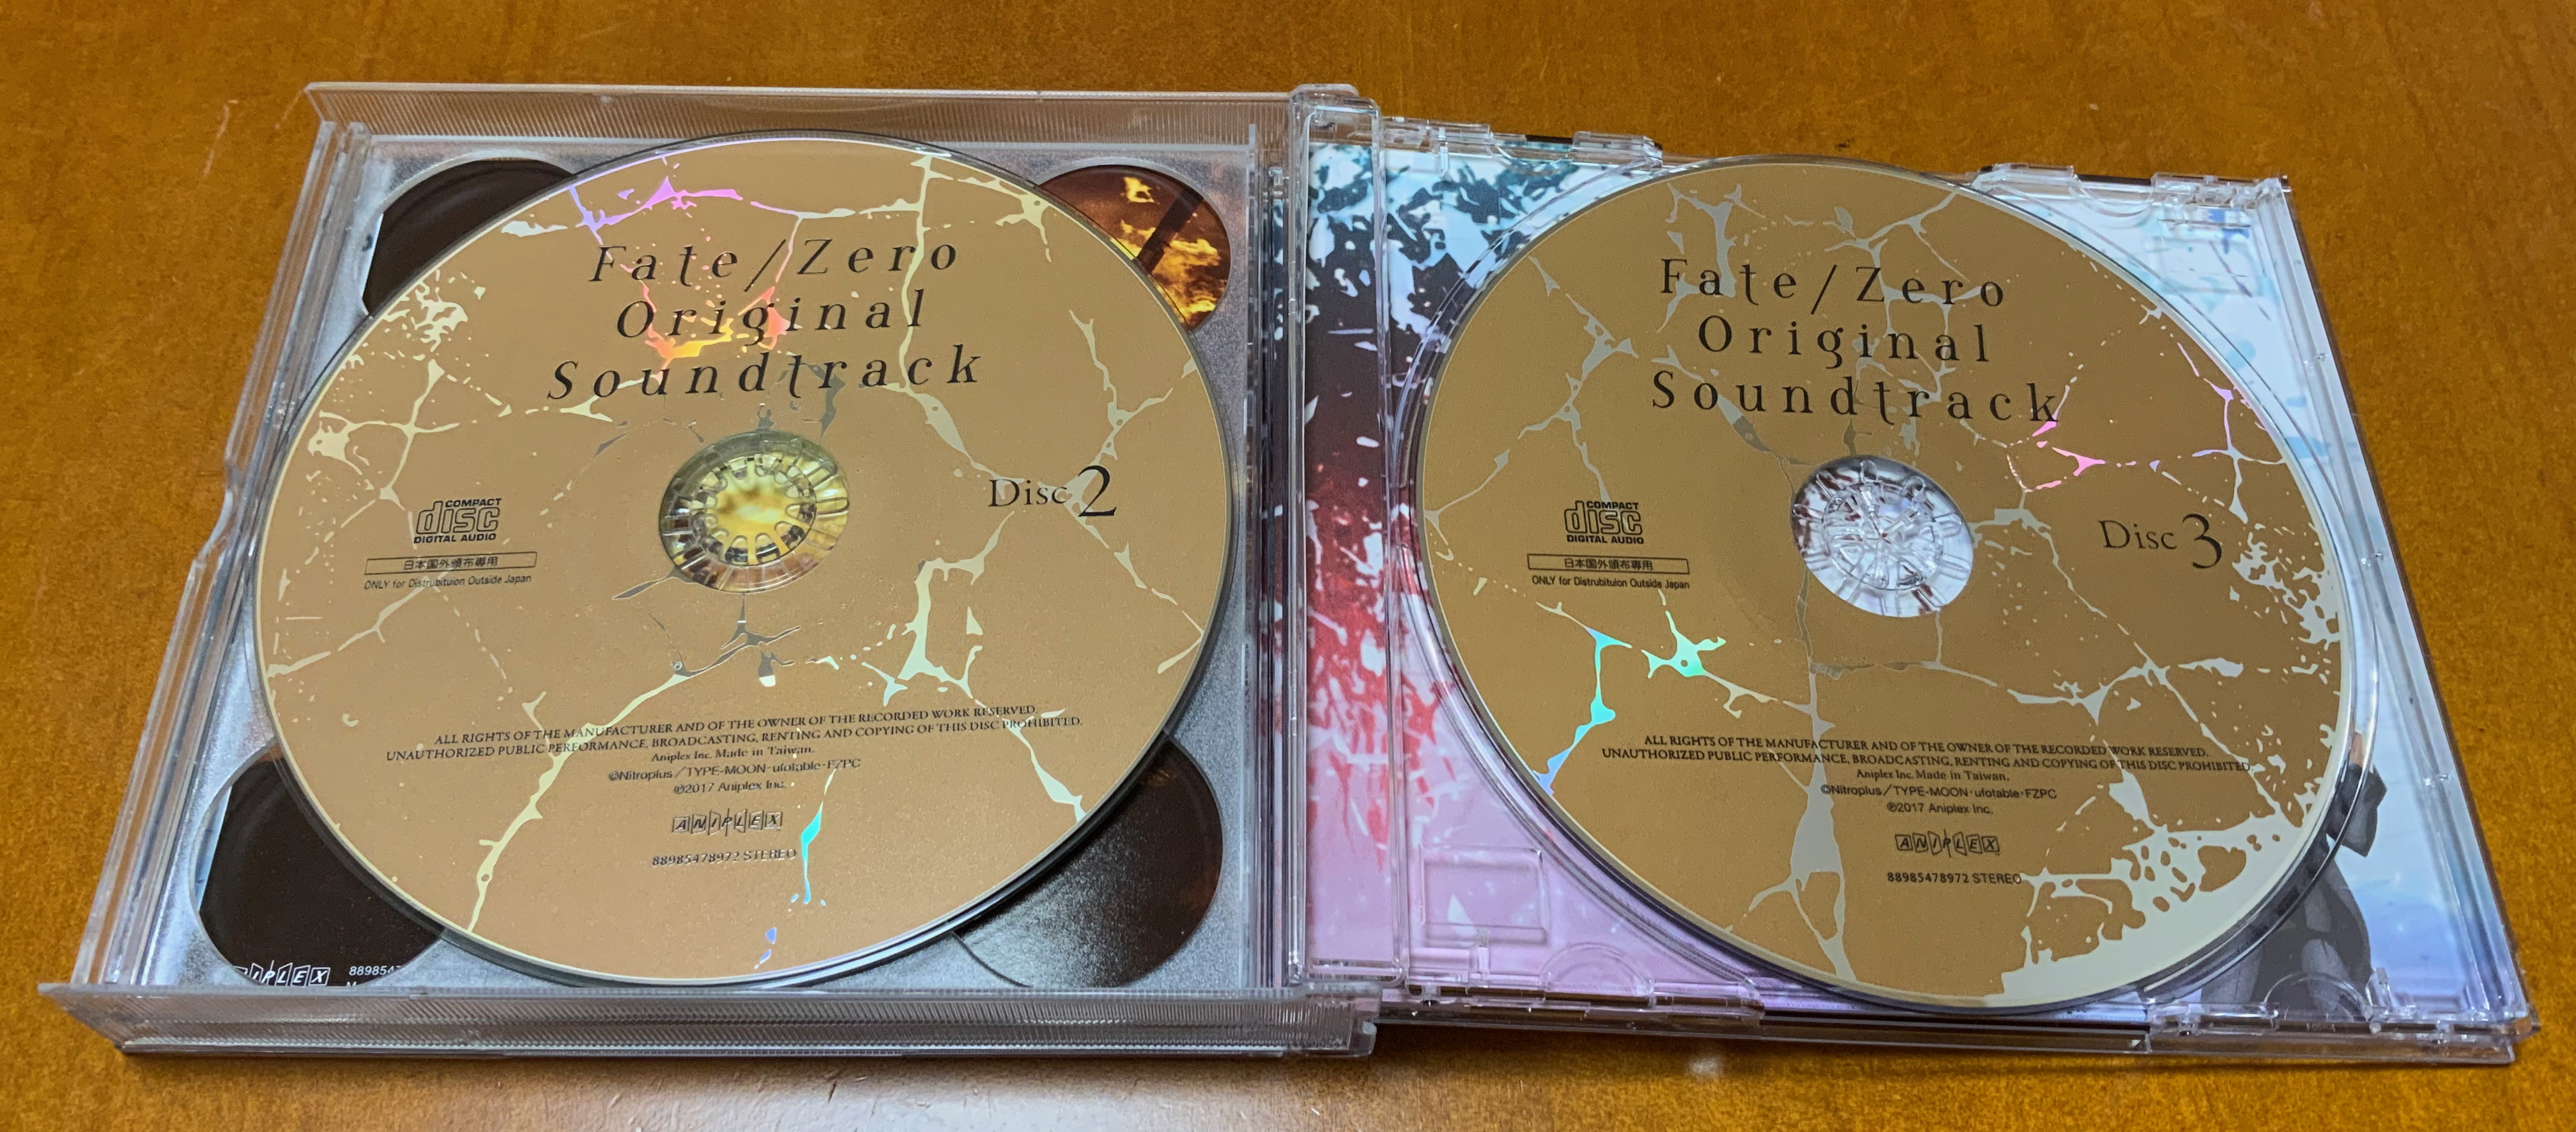 Fate/Zero
Original
Soundtrack
Disc 2
COMPACT
disc
DIGITAL AUDIO
日本国外頒布専用
ONLY for Distrubituion Outside Japan
ALL RIGHTS OF THE MANUFACTURER AND OF THE OWNER OF THE RECORDED WORK RESERVED.
UNAUTHORIZED PUBLIC PERFORMANCE, BROADCASTING, RENTING AND COPYING OF THIS DISC PROHIBITED.
Aniplex Inc. Made in Taiwan.
©Nitroplus／TYPE-MOON・ufotable・FZPC
℗2017 Aniplex Inc.
ANIPLEX
88985478972 STEREO
NIPLEX 889854
Fate/Zero
Original
Soundtrack
Disc 3
COMPACT
disc
DIGITAL AUDIO
日本国外頒布専用
ONLY for Distrubituion Outside Japan
ALL RIGHTS OF THE MANUFACTURER AND OF THE OWNER OF THE RECORDED WORK RESERVED.
UNAUTHORIZED PUBLIC PERFORMANCE, BROADCASTING, RENTING AND COPYING OF THIS DISC PROHIBITED.
Aniplex Inc. Made in Taiwan.
©Nitroplus／TYPE-MOON・ufotable・FZPC
℗2017 Aniplex Inc.
ANIPLEX
88985478972 STEREO